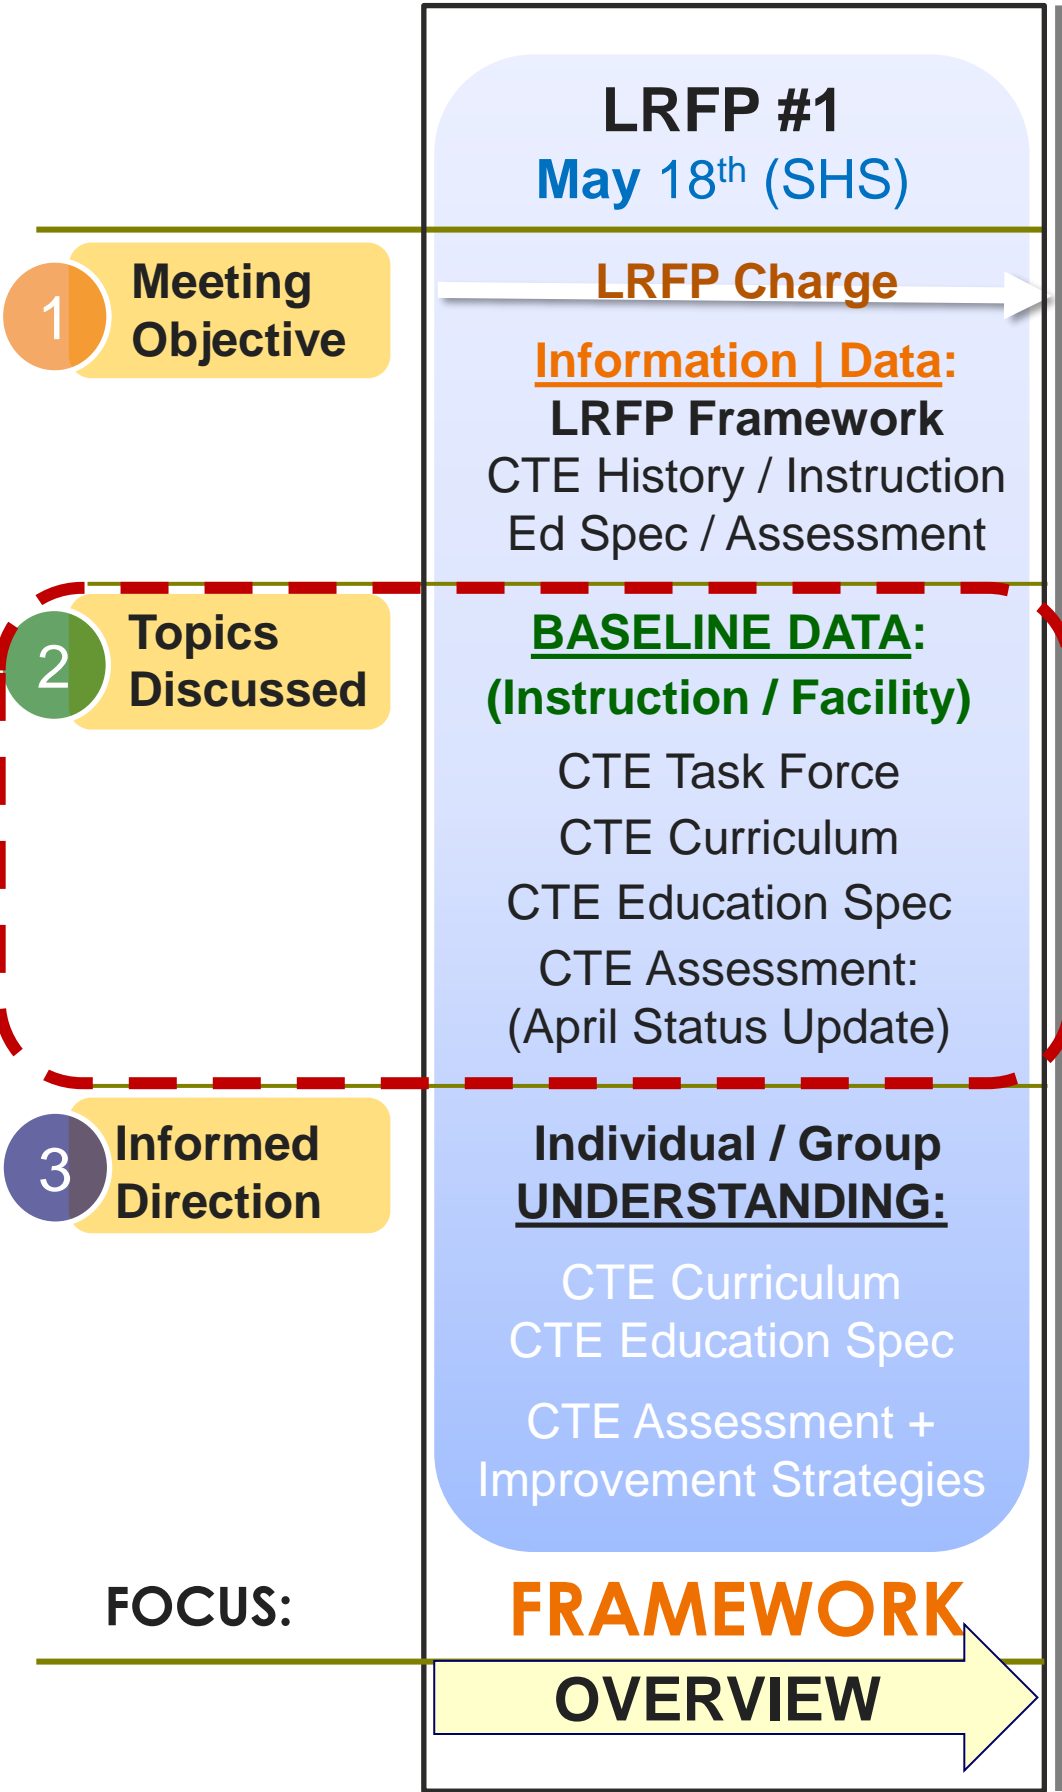 LRFP #1
May 18th (SHS)
1
Meeting
Objective
LRFP Charge
Information | Data:
LRFP Framework
CTE History / Instruction
Ed Spec / Assessment
2
Topics
Discussed
BASELINE DATA:
(Instruction / Facility)
CTE Task Force
CTE Curriculum
CTE Education Spec
CTE Assessment:
(April Status Update)
3
Informed
Direction
Individual / Group
UNDERSTANDING:
CTE Curriculum
CTE Education Spec
CTE Assessment +
Improvement Strategies
FOCUS:
FRAMEWORK
OVERVIEW